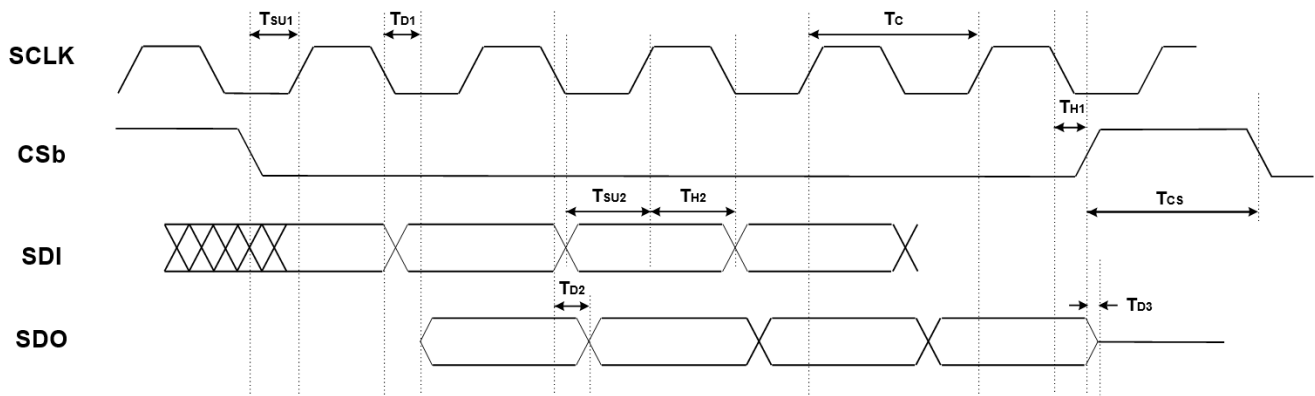 TSU1
TD1
TC
SCLK
TH1
CSb
TSU2
TH2
TCS
SDI
TD2
TD3
SDO